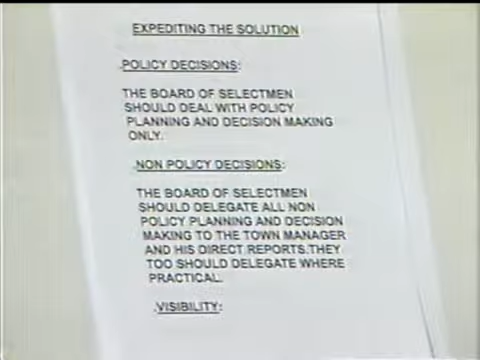 EXPEDITING THE SOLUTION
.POLICY DECISIONS:
THE BOARD OF SELECTMEN
SHOULD DEAL WITH POLICY
PLANNING AND DECISION MAKING
ONLY.
.NON POLICY DECISIONS:
THE BOARD OF SELECTMEN
SHOULD DELEGATE ALL NON
POLICY PLANNING AND DECISION
MAKING TO THE TOWN MANAGER
AND HIS DIRECT REPORTS.THEY
TOO SHOULD DELEGATE WHERE
PRACTICAL.
.VISIBILITY: